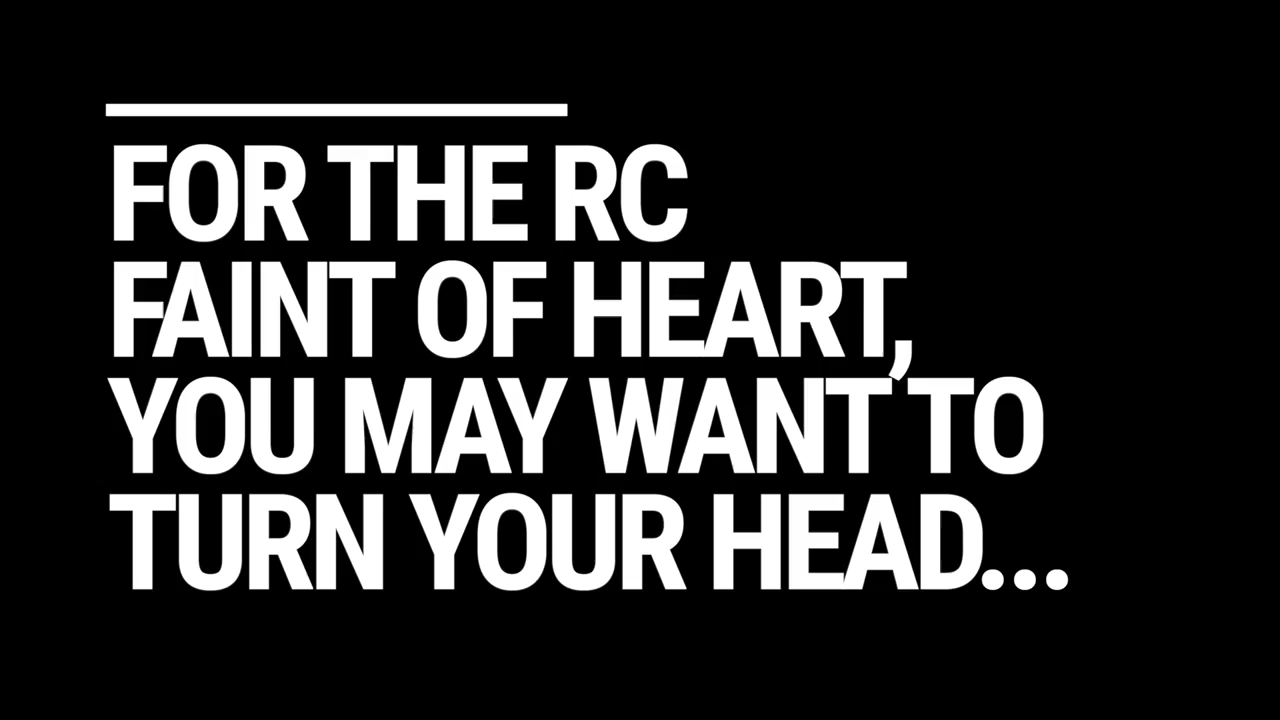 FOR THE RC
FAINT OF HEART,
YOU MAY WANT TO
TURN YOUR HEAD...